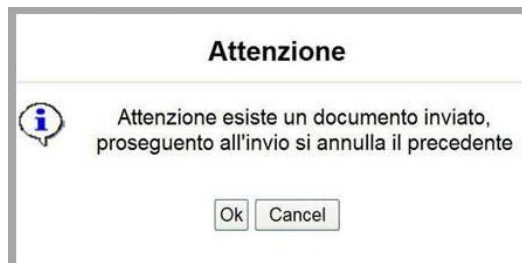 Attenzione
Attenzione esiste un documento inviato,
proseguento all'invio si annulla il precedente
Ok Cancel